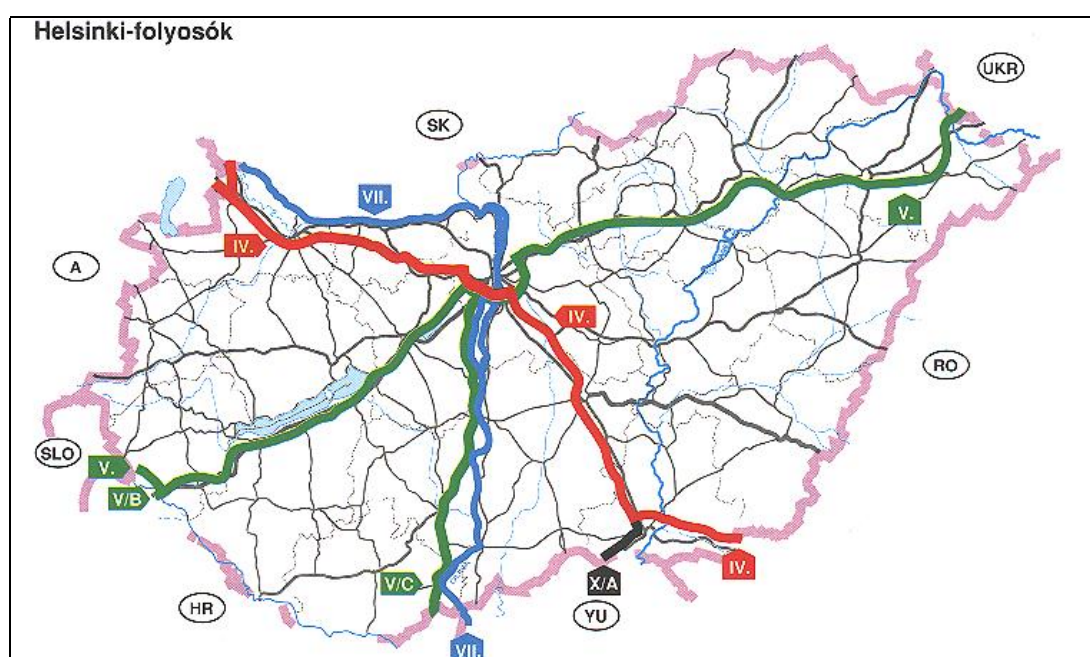 Helsinki-folyosók
UKR
SK
VII.
V.
IV.
A
IV.
RO
SLO
V.
V/B
V/C
X/A
IV.
HR
YU
VII.